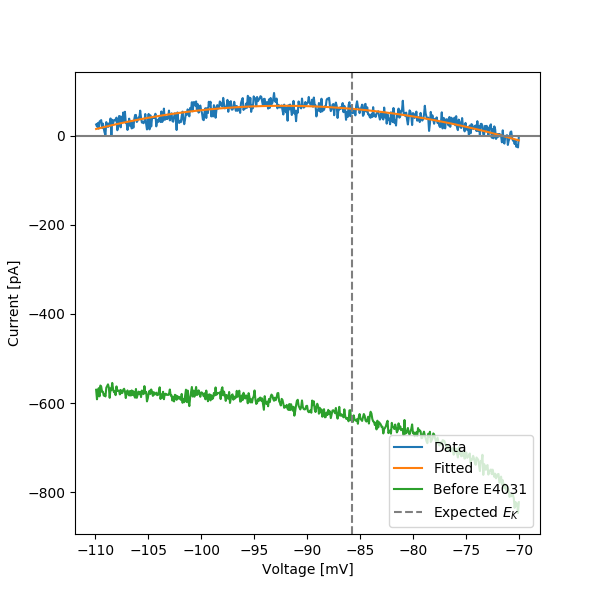 0
−200
−400
−600
−800
Current [pA]
Data
Fitted
Before E4031
Expected E_K
−110 −105 −100 −95 −90 −85 −80 −75 −70
Voltage [mV]